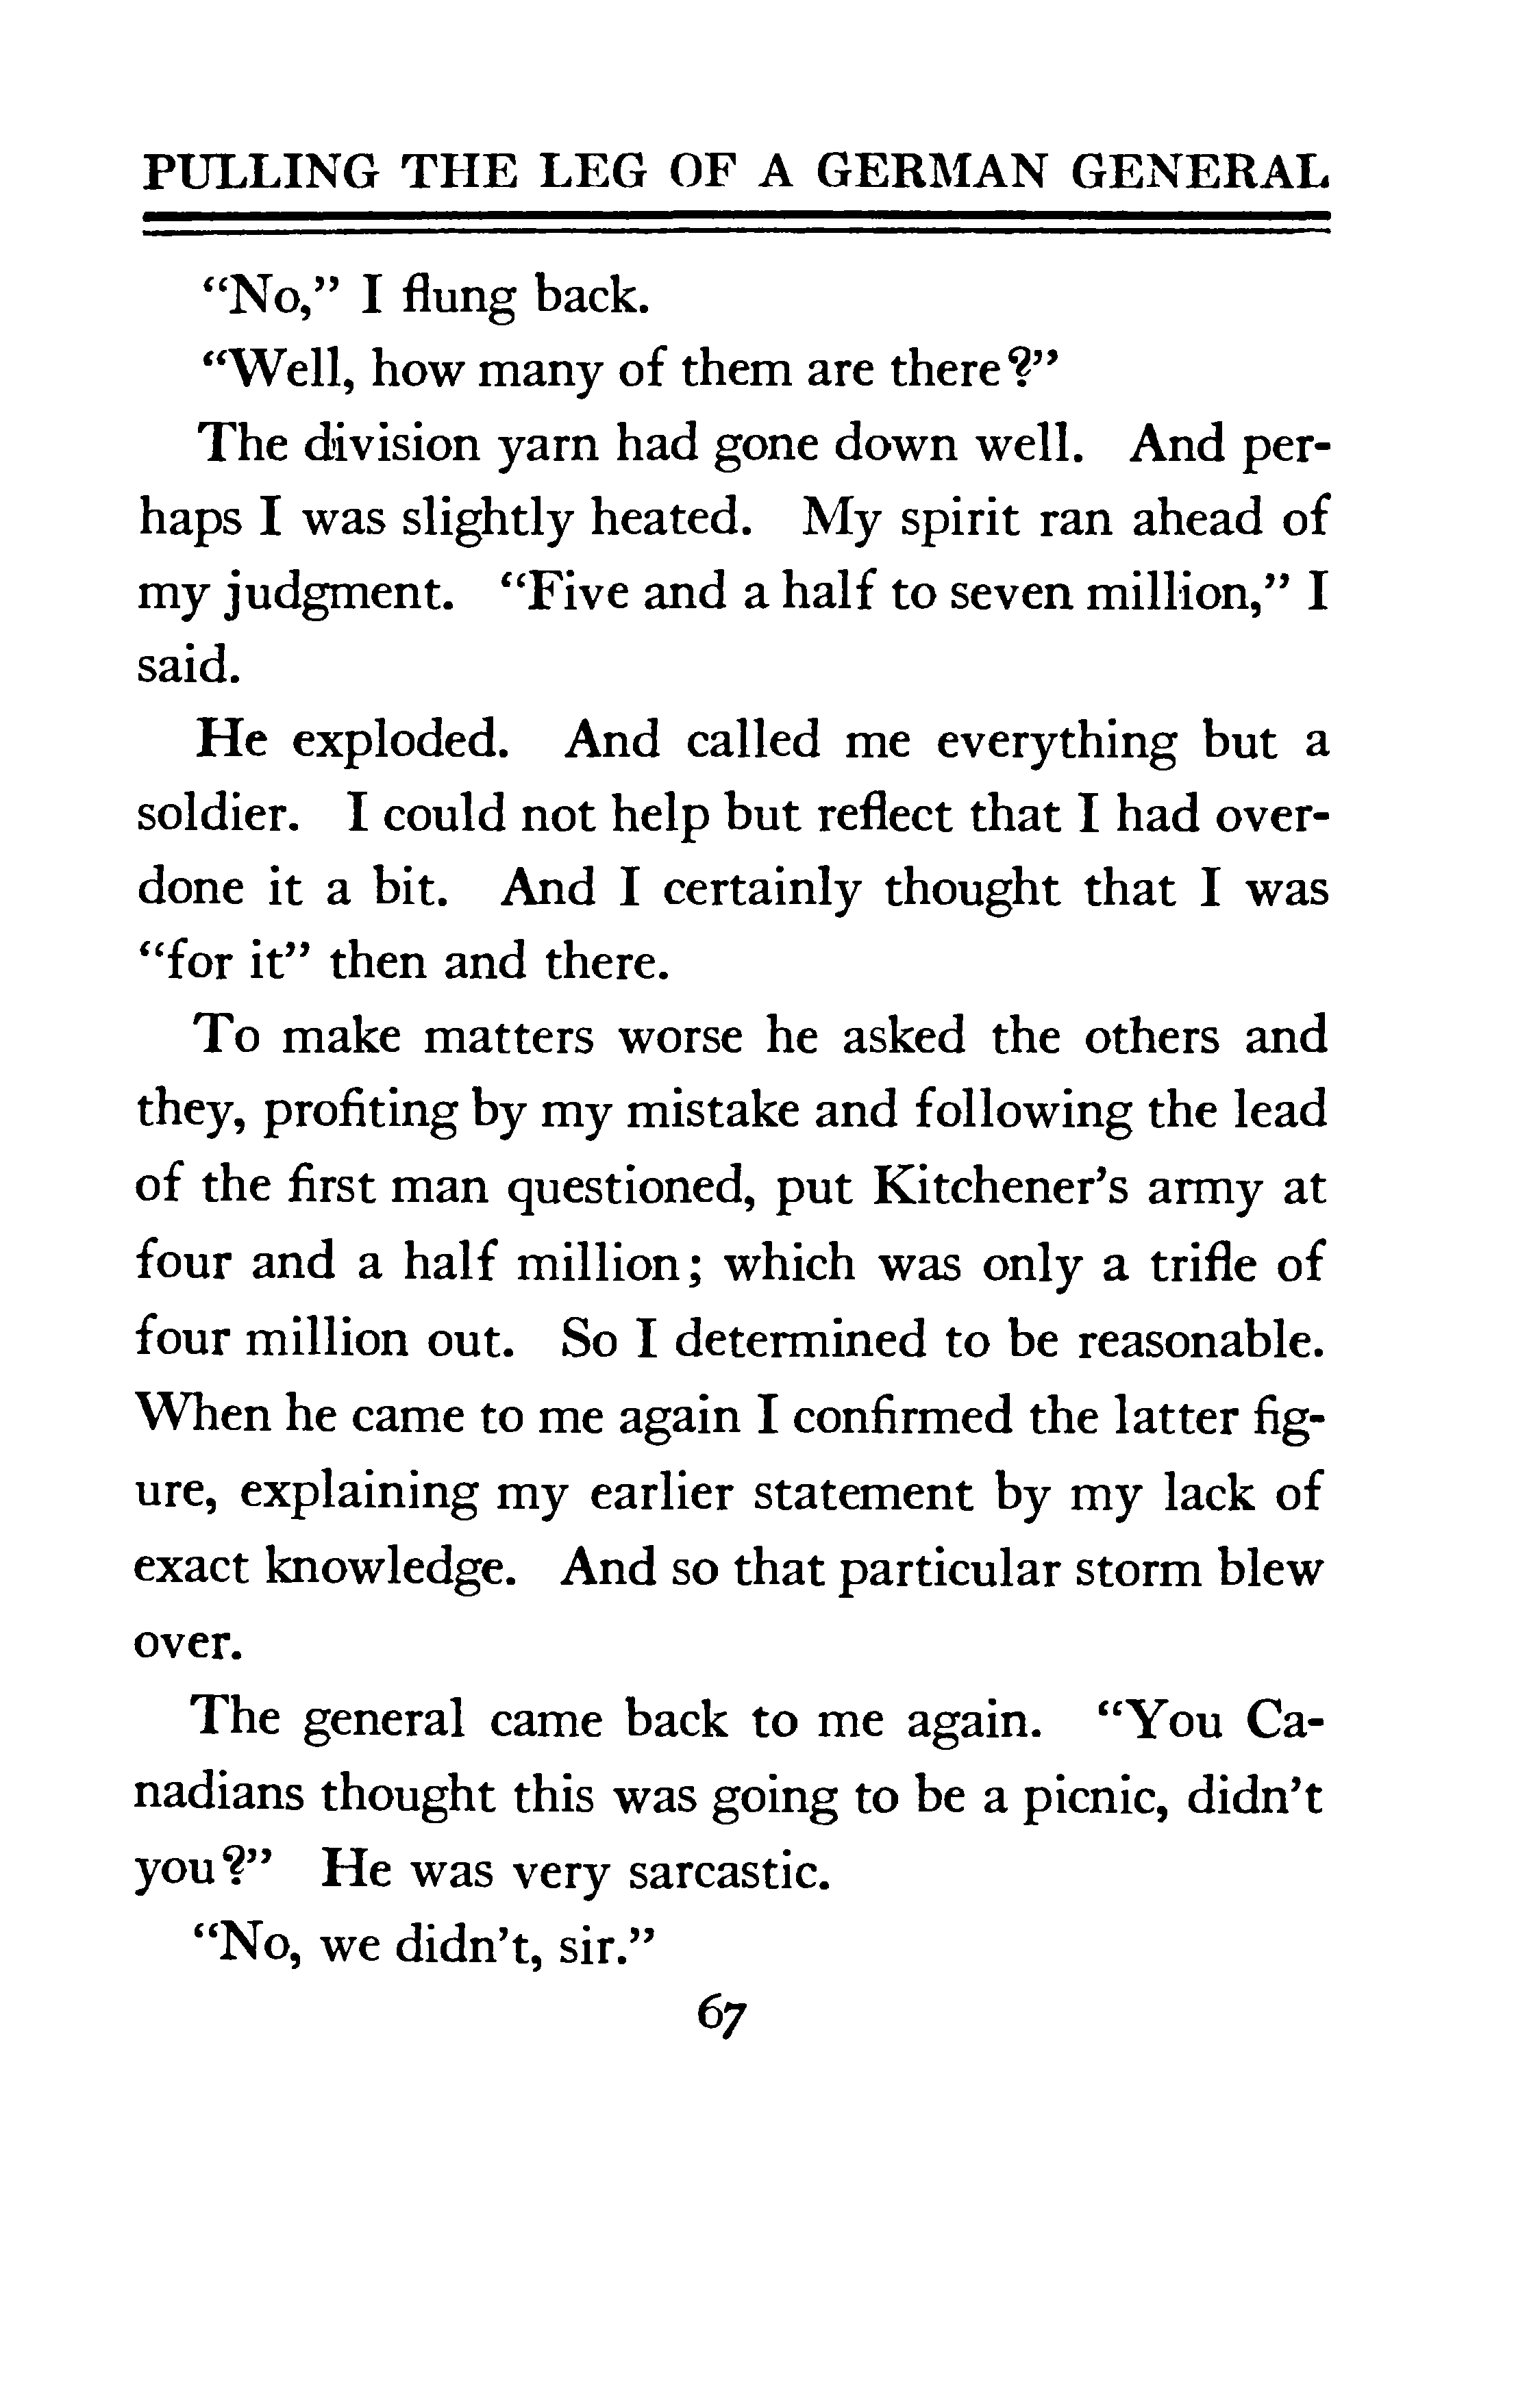 PULLING THE LEG OF A GERMAN GENERAL
“No,” I flung back.
“Well, how many of them are there?”
The division yarn had gone down well. And per-
haps I was slightly heated. My spirit ran ahead of
my judgment. “Five and a half to seven million,” I
said.
He exploded. And called me everything but a
soldier. I could not help but reflect that I had over-
done it a bit. And I certainly thought that I was
“for it” then and there.
To make matters worse he asked the others and
they, profiting by my mistake and following the lead
of the first man questioned, put Kitchener’s army at
four and a half million; which was only a trifle of
four million out. So I determined to be reasonable.
When he came to me again I confirmed the latter fig-
ure, explaining my earlier statement by my lack of
exact knowledge. And so that particular storm blew
over.
The general came back to me again. “You Ca-
nadians thought this was going to be a picnic, didn’t
you?” He was very sarcastic.
“No, we didn’t, sir.”
67